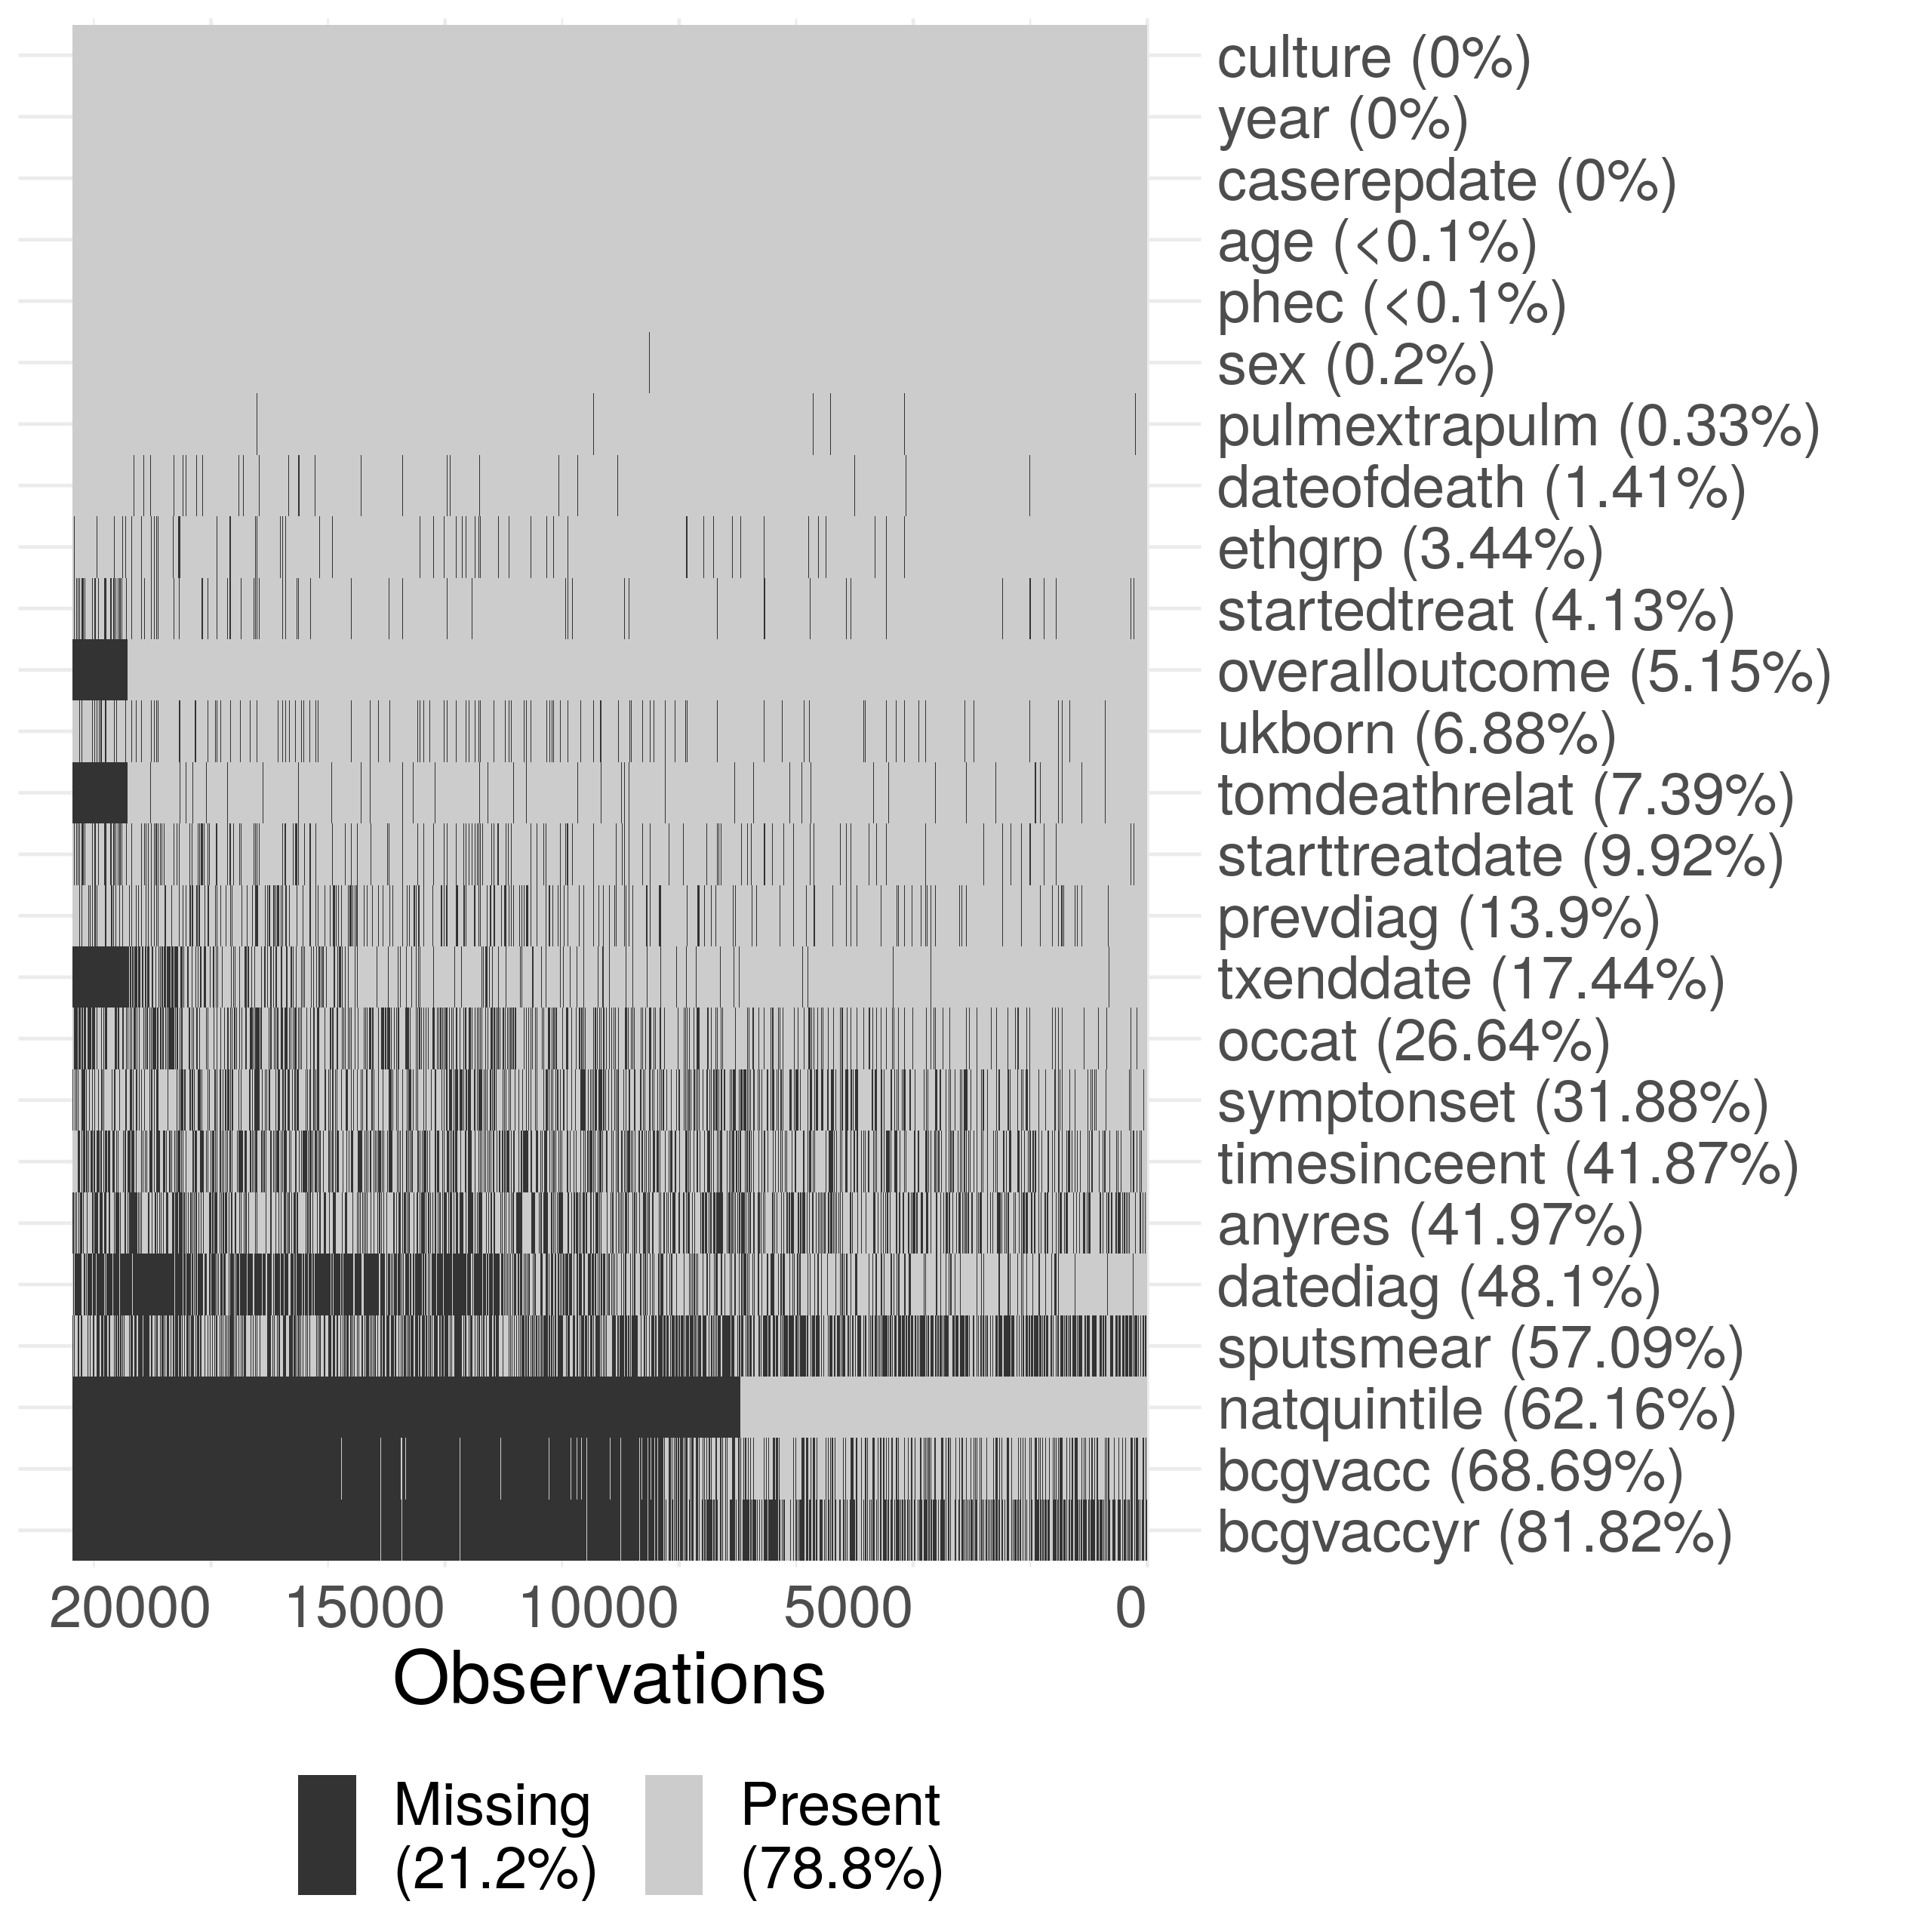 culture (0%)
year (0%)
caserepdate (0%)
age (<0.1%)
phec (<0.1%)
sex (0.2%)
pulmextrapulm (0.33%)
dateofdeath (1.41%)
ethgrp (3.44%)
startedtreat (4.13%)
overalloutcome (5.15%)
ukborn (6.88%)
tomdeathrelat (7.39%)
starttreatdate (9.92%)
prevdiag (13.9%)
txenddate (17.44%)
occat (26.64%)
symptonset (31.88%)
timesinceent (41.87%)
anyres (41.97%)
datediag (48.1%)
sputsmear (57.09%)
natquintile (62.16%)
bcgvacc (68.69%)
bcgvaccyr (81.82%)
20000 15000 10000 5000 0
Observations
Missing Present
(21.2%) (78.8%)